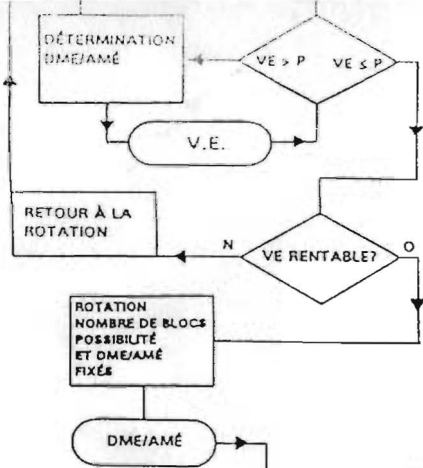 DÉTERMINATION
DME/AMÉ
VE > P VE ≤ P
V.E.
RETOUR À LA
ROTATION
N
VE RENTABLE?
O
ROTATION
NOMBRE DE BLOCS
POSSIBILITÉ
ET DME/AMÉ
FIXÉS
DME/AMÉ